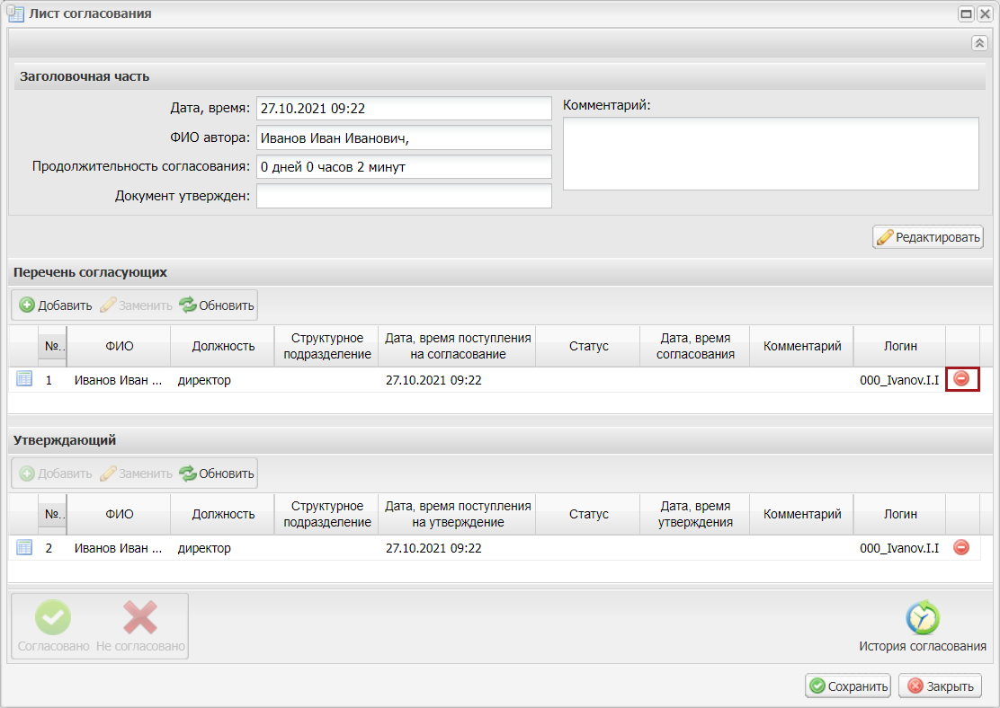 Лист согласования
Заголовочная часть
Дата, время: 27.10.2021 09:22
Комментарий:
ФИО автора: Иванов Иван Иванович,
Продолжительность согласования: 0 дней 0 часов 2 минут
Документ утвержден:
Редактировать
Перечень согласующих
Добавить Заменить Обновить
№.. ФИО Должность Структурное подразделение Дата, время поступления на согласование Статус Дата, время согласования Комментарий Логин
1 Иванов Иван ... директор 27.10.2021 09:22 000_Ivanov.I.I
Утверждающий
Добавить Заменить Обновить
№.. ФИО Должность Структурное подразделение Дата, время поступления на утверждение Статус Дата, время утверждения Комментарий Логин
2 Иванов Иван ... директор 27.10.2021 09:22 000_Ivanov.I.I
Согласовано Не согласовано История согласования
Сохранить Закрыть